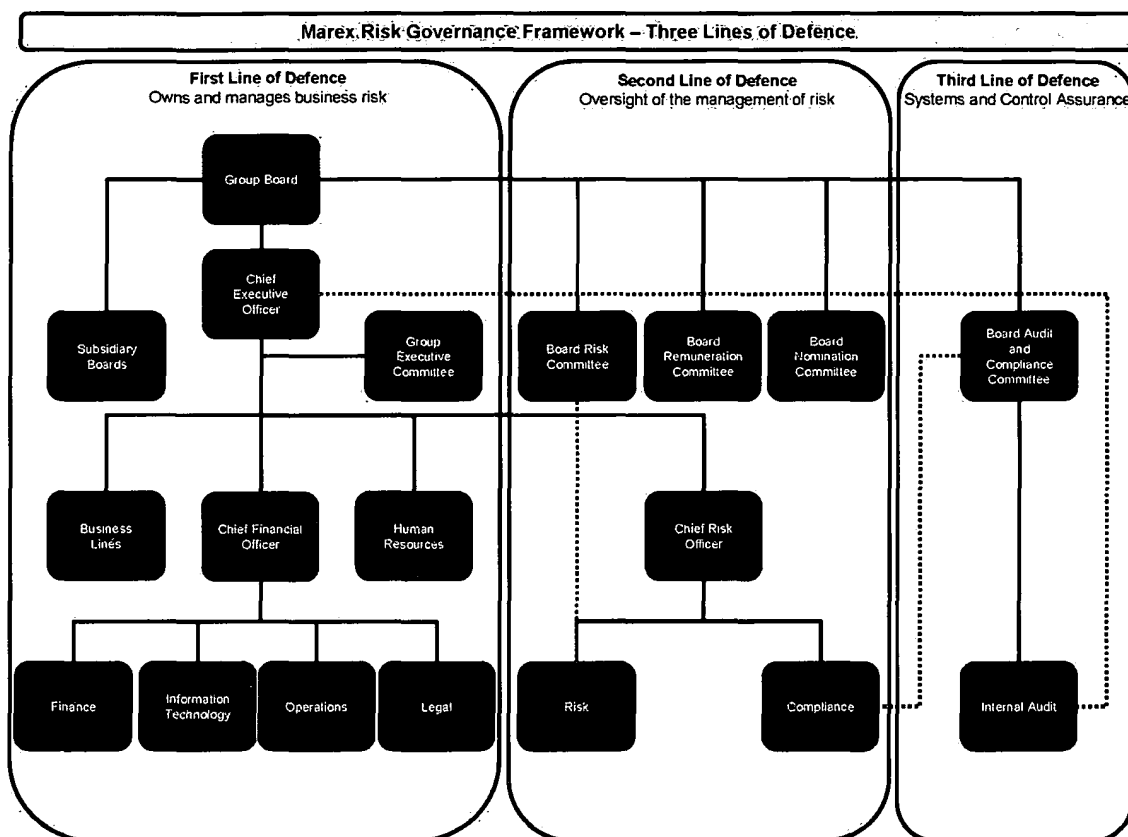 Marex Risk Governance Framework – Three Lines of Defence
First Line of Defence
Owns and manages business risk
Second Line of Defence
Oversight of the management of risk
Third Line of Defence
Systems and Control Assurance
Group Board
Chief
Executive
Officer
Subsidiary
Boards
Group
Executive
Committee
Board Risk
Committee
Board
Remuneration
Committee
Board
Nomination
Committee
Board Audit
and
Compliance
Committee
Business
Lines
Chief Financial
Officer
Human
Resources
Chief Risk
Officer
Finance
Information
Technology
Operations
Legal
Risk
Compliance
Internal Audit